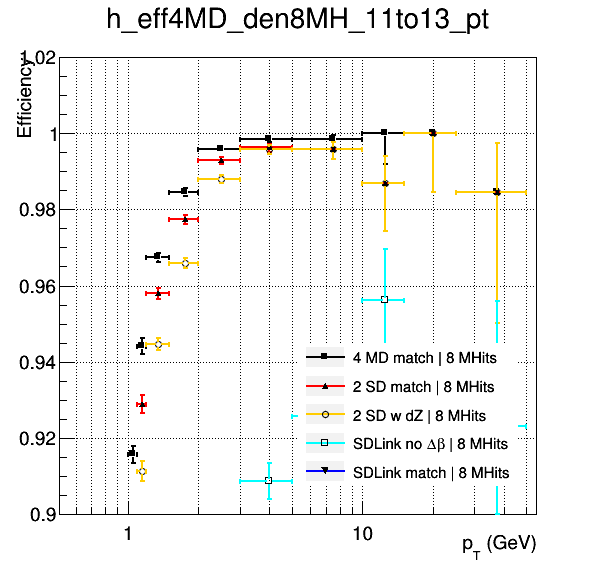 h_eff4MD_den8MH_11to13_pt
Efficiency
1.02
1
0.98
0.96
0.94
0.92
0.9
4 MD match | 8 MHits
2 SD match | 8 MHits
2 SD w dZ | 8 MHits
SDLink no Δβ | 8 MHits
SDLink match | 8 MHits
1
10
p_T (GeV)